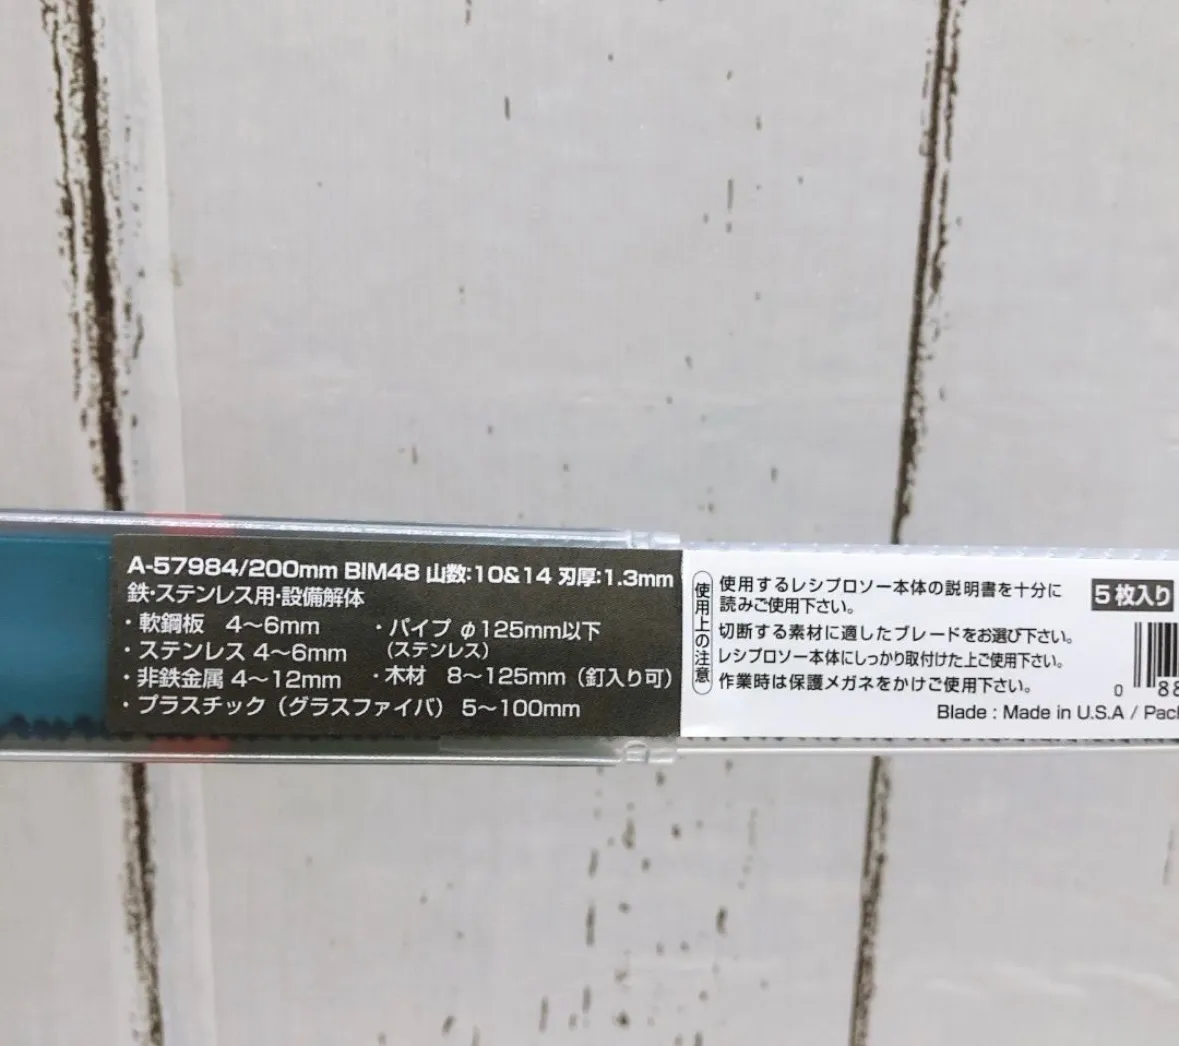 A-57984/200mm BIM48 山数:10&14 刃厚:1.3mm
鉄・ステンレス用・設備解体
・軟鋼板 4～6mm
・ステンレス 4～6mm
・非鉄金属 4～12mm
・プラスチック（グラスファイバ） 5～100mm
・パイプ φ125mm以下
（ステンレス）
・木材 8～125mm（釘入り可）
使用上の注意
使用するレシプロソー本体の説明書を十分に
読みご使用下さい。
切断する素材に適したブレードをお選び下さい。
レシプロソー本体にしっかり取付けた上ご使用下さい。
作業時は保護メガネをかけご使用下さい。
5枚入り
0 88
Blade : Made in U.S.A / Pack